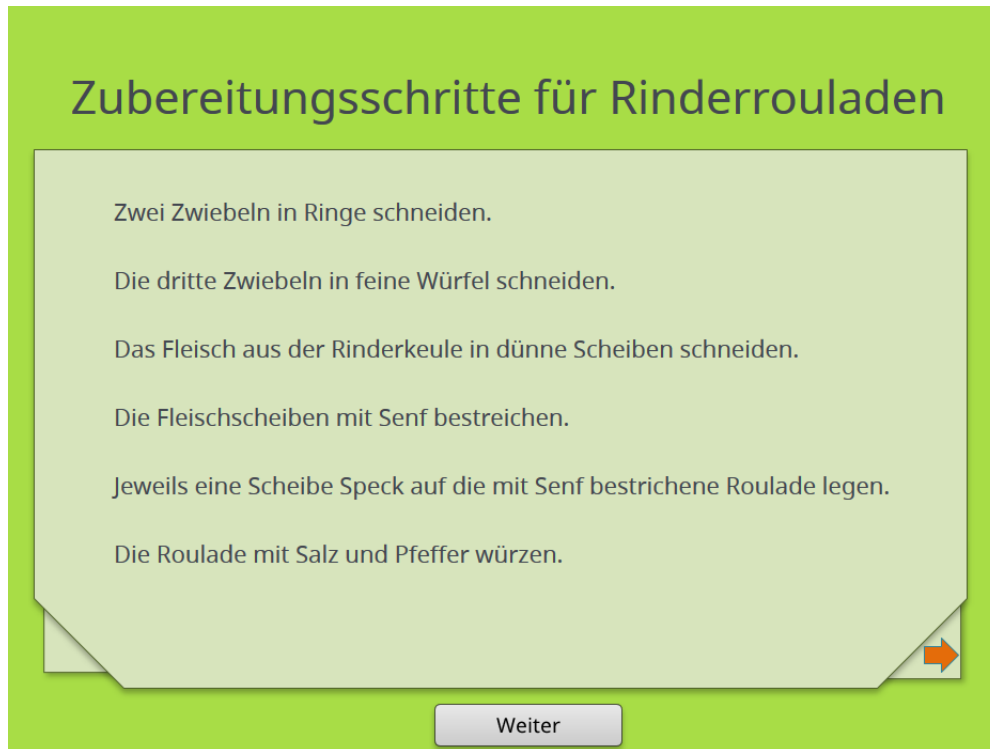 Zubereitungsschritte für Rinderrouladen
Zwei Zwiebeln in Ringe schneiden.
Die dritte Zwiebeln in feine Würfel schneiden.
Das Fleisch aus der Rinderkeule in dünne Scheiben schneiden.
Die Fleischscheiben mit Senf bestreichen.
Jeweils eine Scheibe Speck auf die mit Senf bestrichene Roulade legen.
Die Roulade mit Salz und Pfeffer würzen.
Weiter